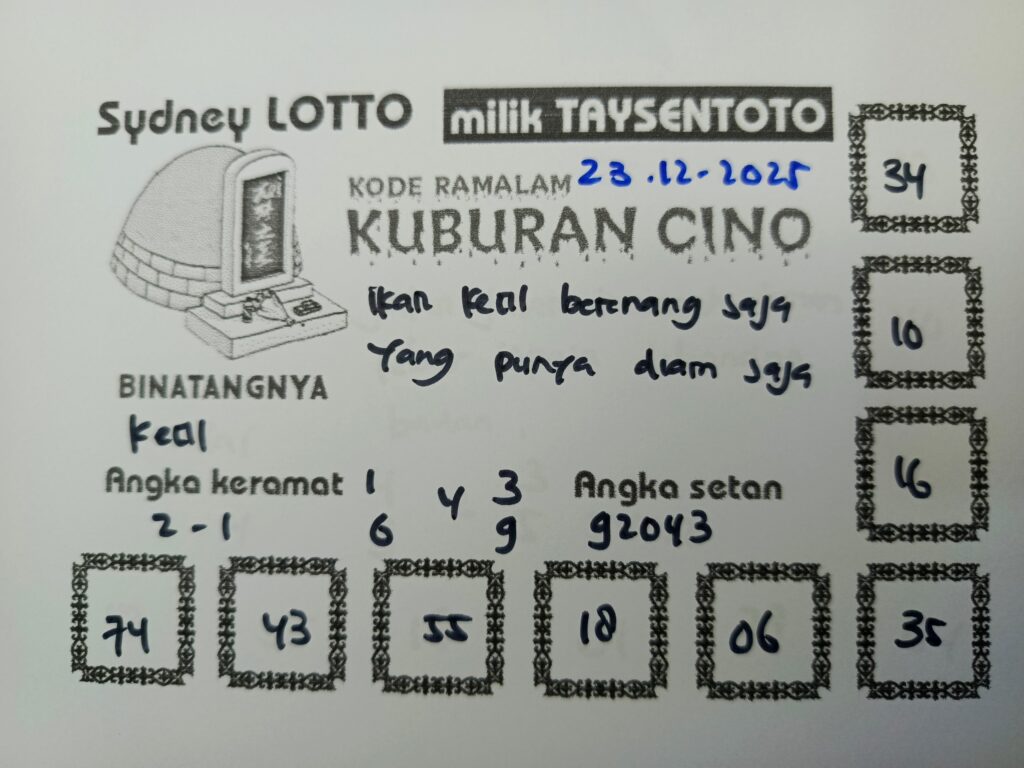 Sydney LOTTO milik TAYSENTOTO
34
KODE RAMALAM 23.12-2025
KUBURAN CINO
ikan kecil berenang saja
10
Yang punya diam saja
BINATANGNYA
kecil
16
Angka keramat 1 4 3 Angka setan
2-1 6 9 92043
74 43 55 18 06 35